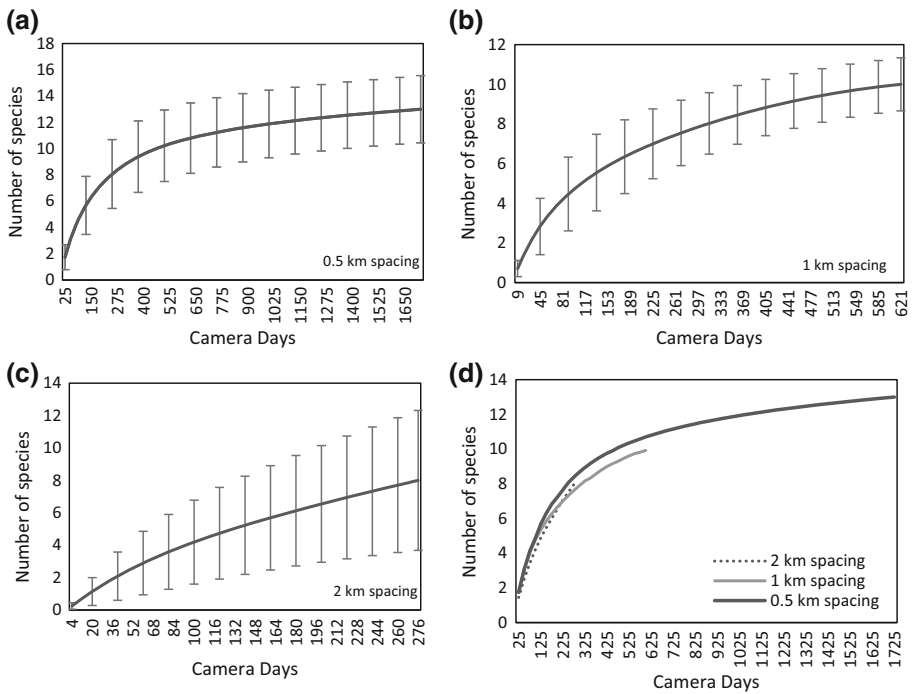 (a)
18
16
14
12
10
8
6
4
2
0
Number of species
0.5 km spacing
25 150 275 400 525 650 775 900 1025 1150 1275 1400 1525 1650
Camera Days
(b)
12
10
8
6
4
2
0
Number of species
1 km spacing
9 45 81 117 153 189 225 261 297 333 369 405 441 477 513 549 585 621
Camera Days
(c)
14
12
10
8
6
4
2
0
Number of species
2 km spacing
4 20 36 52 68 84 100 116 132 148 164 180 196 212 228 244 260 276
Camera Days
(d)
14
12
10
8
6
4
2
0
Number of species
2 km spacing
1 km spacing
0.5 km spacing
25 125 225 325 425 525 625 725 825 925 1025 1125 1225 1325 1425 1525 1625 1725
Camera Days